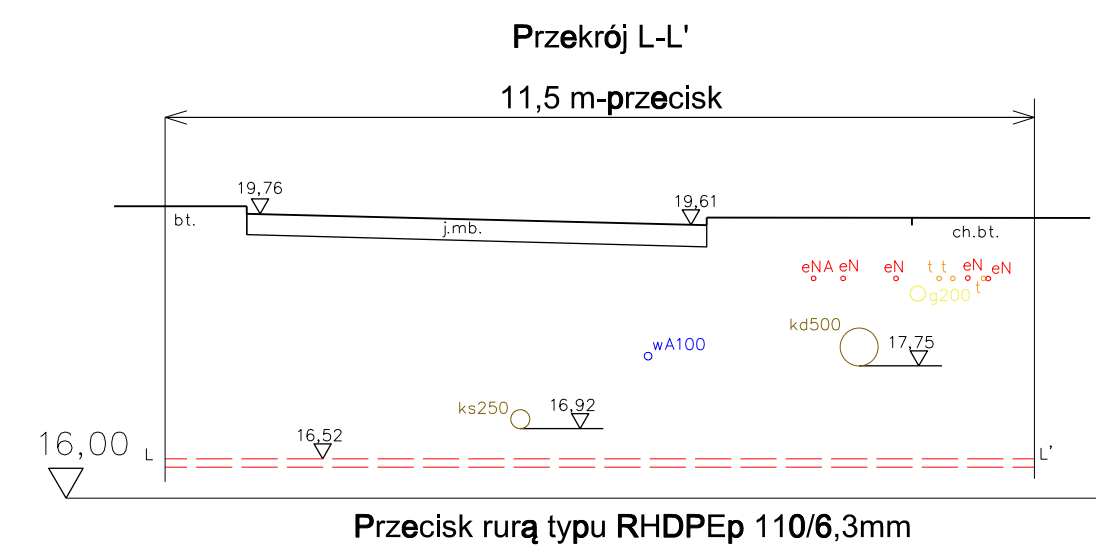 Przekrój L-L'
11,5 m-przecisk
19,76
19,61
bt.
j.mb.
ch.bt.
eNA eN eN t t eN eN
t
g200
kd500
wA100
17,75
ks250
16,92
16,00
16,52
L
L'
Przecisk rurą typu RHDPEp 110/6,3mm